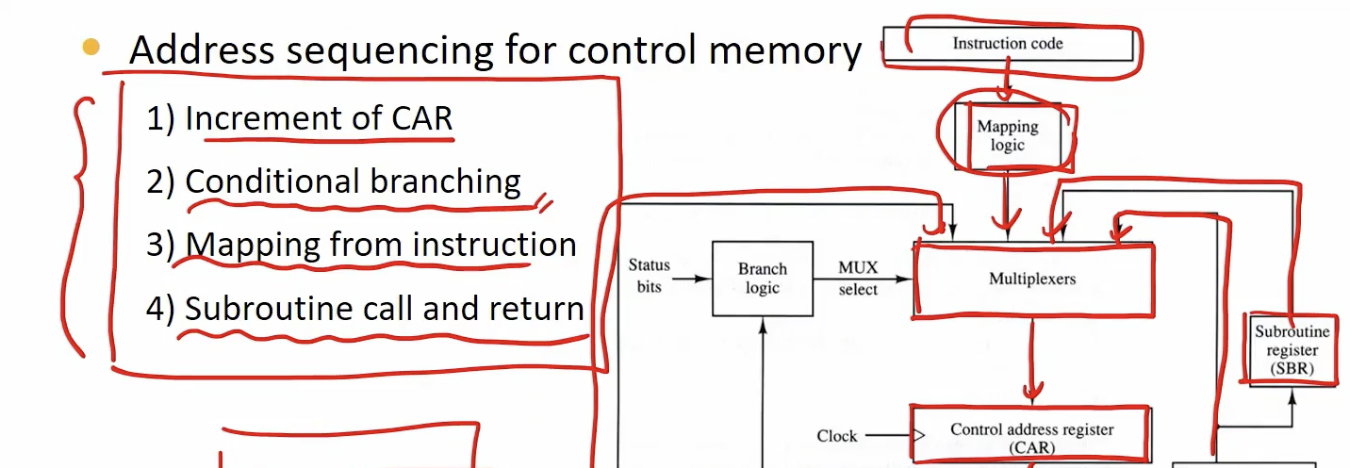 Address sequencing for control memory
1) Increment of CAR
2) Conditional branching
3) Mapping from instruction
4) Subroutine call and return
Instruction code
Mapping
logic
Status
bits
Branch
logic
MUX
select
Multiplexers
Subroutine
register
(SBR)
Clock
Control address register
(CAR)